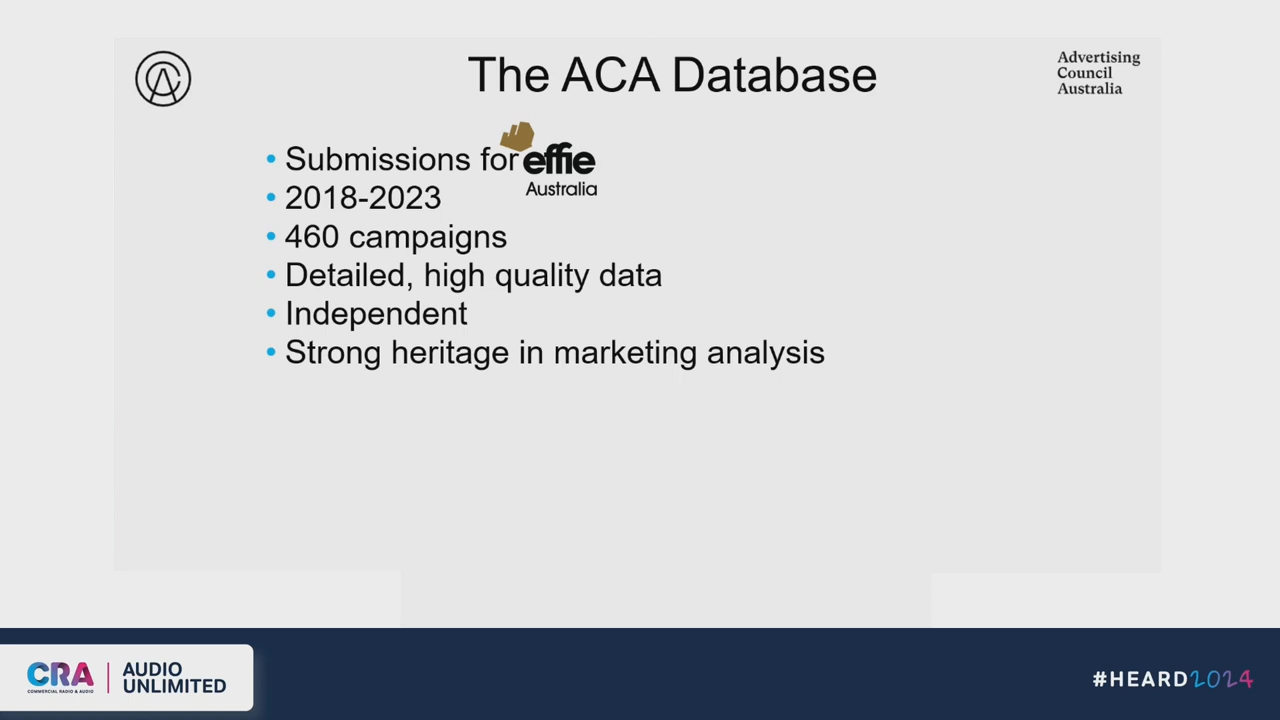 The ACA Database
Advertising
Council
Australia
• Submissions for effie
Australia
• 2018-2023
• 460 campaigns
• Detailed, high quality data
• Independent
• Strong heritage in marketing analysis
CRA
COMMERCIAL RADIO & AUDIO
AUDIO
UNLIMITED
#HEARD2024